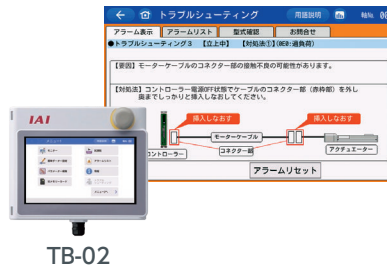 トラブルシューティング
用語説明
軸No.
アラーム表示
アラームリスト
型式確認
お問合せ
●トラブルシューティング3 【立上中】 【対処法①】(0E0:過負荷)
【要因】モーターケーブルのコネクター部の接触不良の可能性があります。
【対処法】コントローラー電源OFF状態でケーブルのコネクター部（赤枠部）を外し
奥までしっかりと挿入しなおしてください。
挿入しなおす
挿入しなおす
モーターケーブル
コネクター部
コントローラー
アクチュエーター
アラームリセット
IAI
TB-02